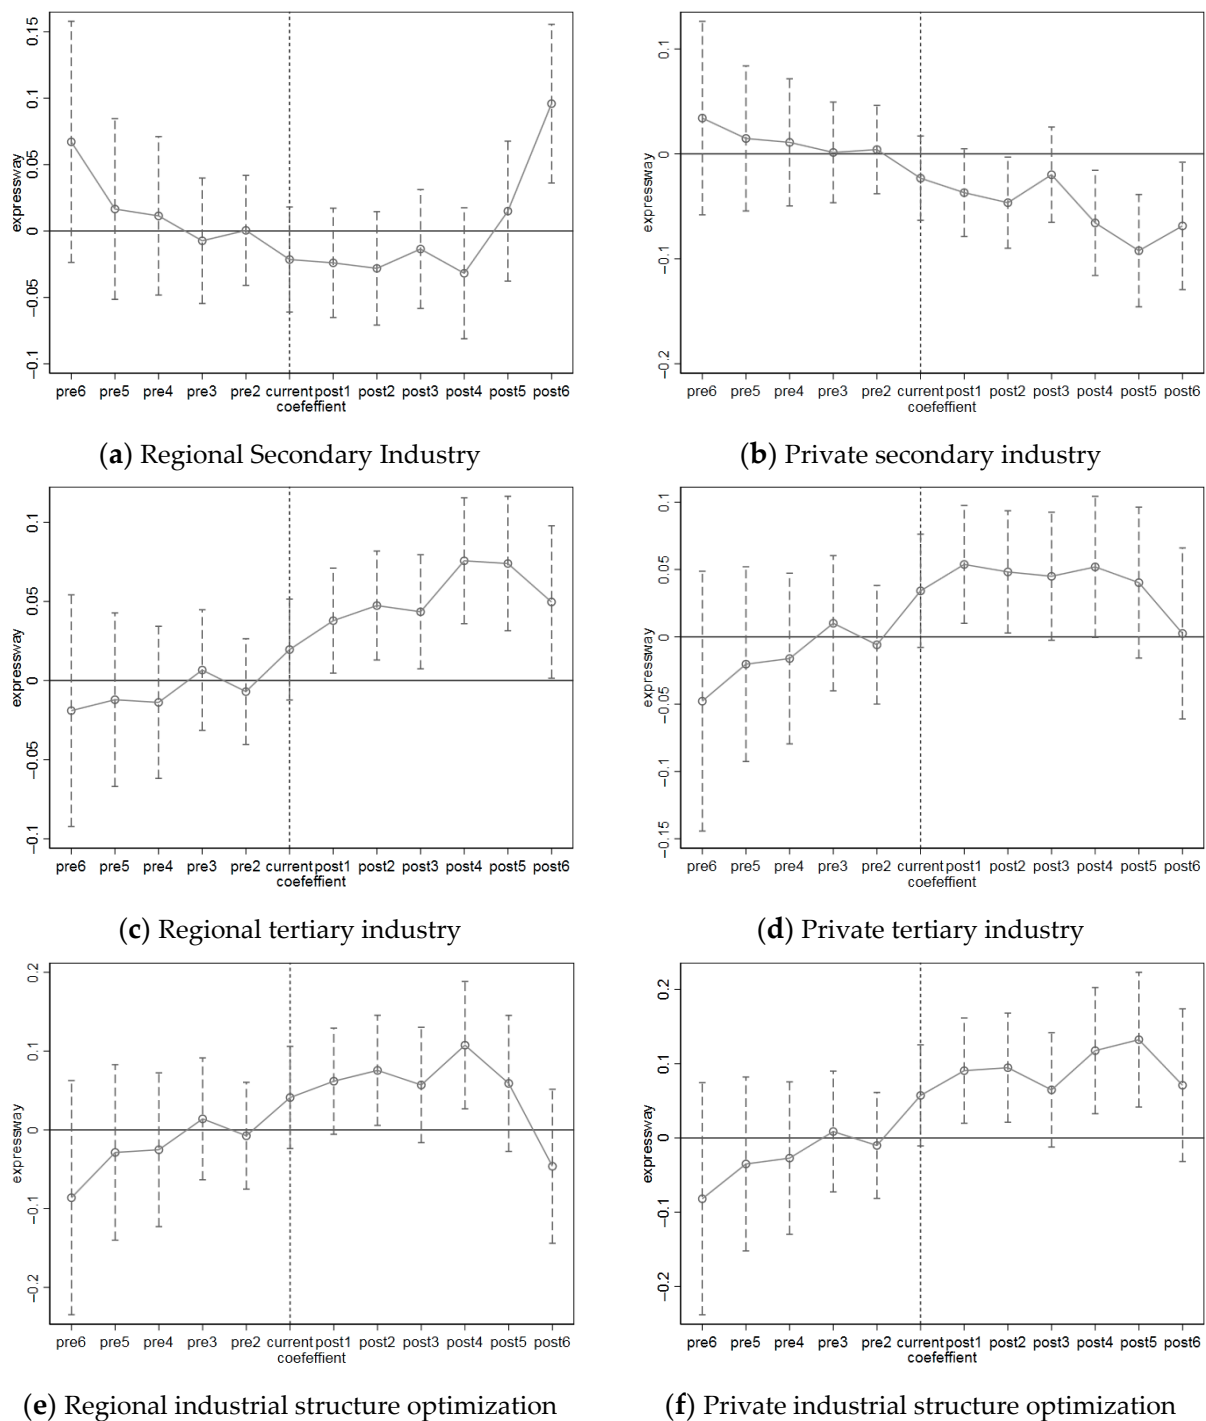 0.15
0.1
0.05
0
−0.05
−0.1
expressway
pre6 pre5 pre4 pre3 pre2 current post1 post2 post3 post4 post5 post6
coefeffient
(a) Regional Secondary Industry
0.1
0
−0.1
−0.2
expressway
pre6 pre5 pre4 pre3 pre2 current post1 post2 post3 post4 post5 post6
coefeffient
(b) Private secondary industry
0.1
0.05
0
−0.05
−0.1
expressway
pre6 pre5 pre4 pre3 pre2 current post1 post2 post3 post4 post5 post6
coefeffient
(c) Regional tertiary industry
0.1
0.05
0
−0.05
−0.1
−0.15
expressway
pre6 pre5 pre4 pre3 pre2 current post1 post2 post3 post4 post5 post6
coefeffient
(d) Private tertiary industry
0.2
0.1
0
−0.1
−0.2
expressway
pre6 pre5 pre4 pre3 pre2 current post1 post2 post3 post4 post5 post6
coefeffient
(e) Regional industrial structure optimization
0.2
0.1
0
−0.1
−0.2
expressway
pre6 pre5 pre4 pre3 pre2 current post1 post2 post3 post4 post5 post6
coefeffient
(f) Private industrial structure optimization